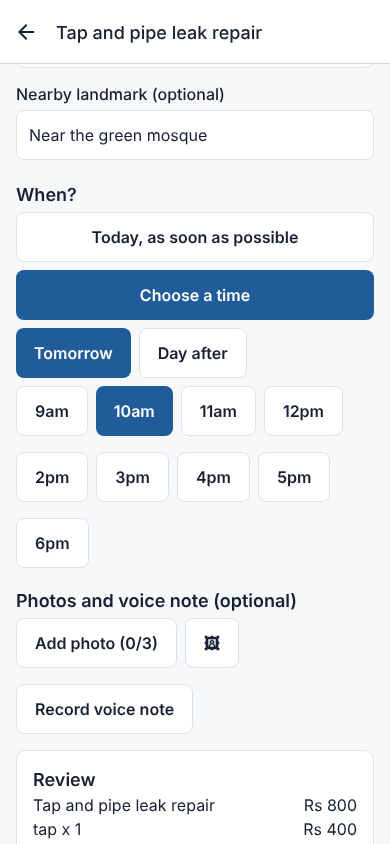 Tap and pipe leak repair
Nearby landmark (optional)
Near the green mosque
When?
Today, as soon as possible
Choose a time
Tomorrow Day after
9am 10am 11am 12pm
2pm 3pm 4pm 5pm
6pm
Photos and voice note (optional)
Add photo (0/3)
Record voice note
Review
Tap and pipe leak repair Rs 800
tap x 1 Rs 400